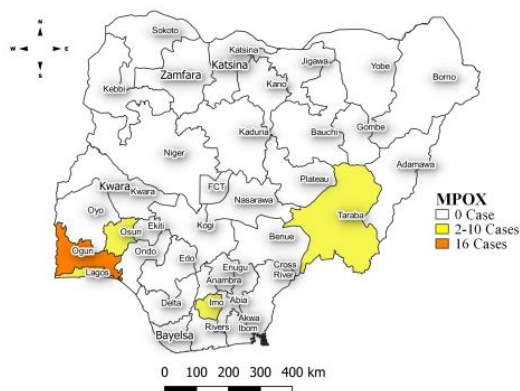 N
W E
S
Sokoto
Katsina
Katsina
Jigawa
Yobe
Borno
Zamfara
Kano
Kebbi
Kaduna
Bauchi
Gombe
Adamawa
Niger
Plateau
Kwara
Kwara
FCT
Nasarawa
Taraba
Oyo
Kogi
Benue
Osun
Ekiti
Ogun
Ondo
Edo
Lagos
Enugu
Cross
River
Anambra
Delta
Imo
Abia
Bayelsa
Rivers
Akwa
Ibom
MPOX
0 Case
2-10 Cases
16 Cases
0 100 200 300 400 km